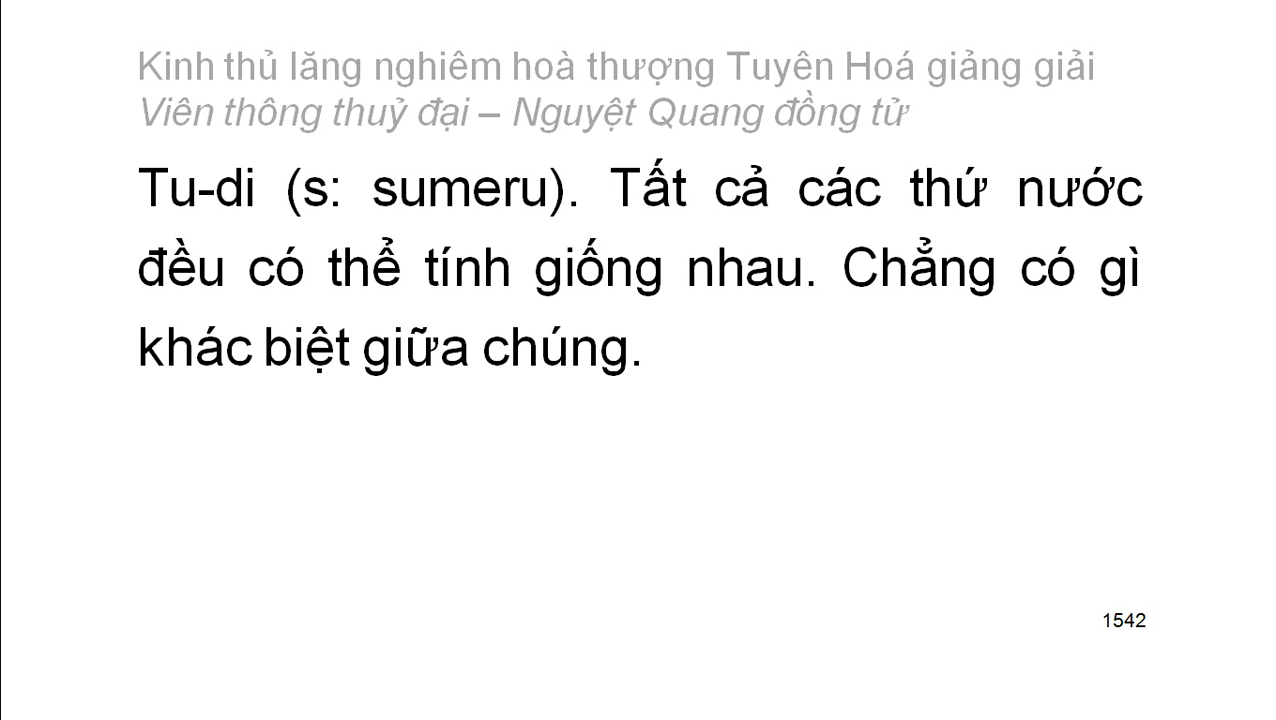 Kinh thủ lăng nghiêm hoà thượng Tuyên Hoá giảng giải
Viên thông thuỷ đại – Nguyệt Quang đồng tử
Tu-di (s: sumeru). Tất cả các thứ nước
đều có thể tính giống nhau. Chẳng có gì
khác biệt giữa chúng.
1542